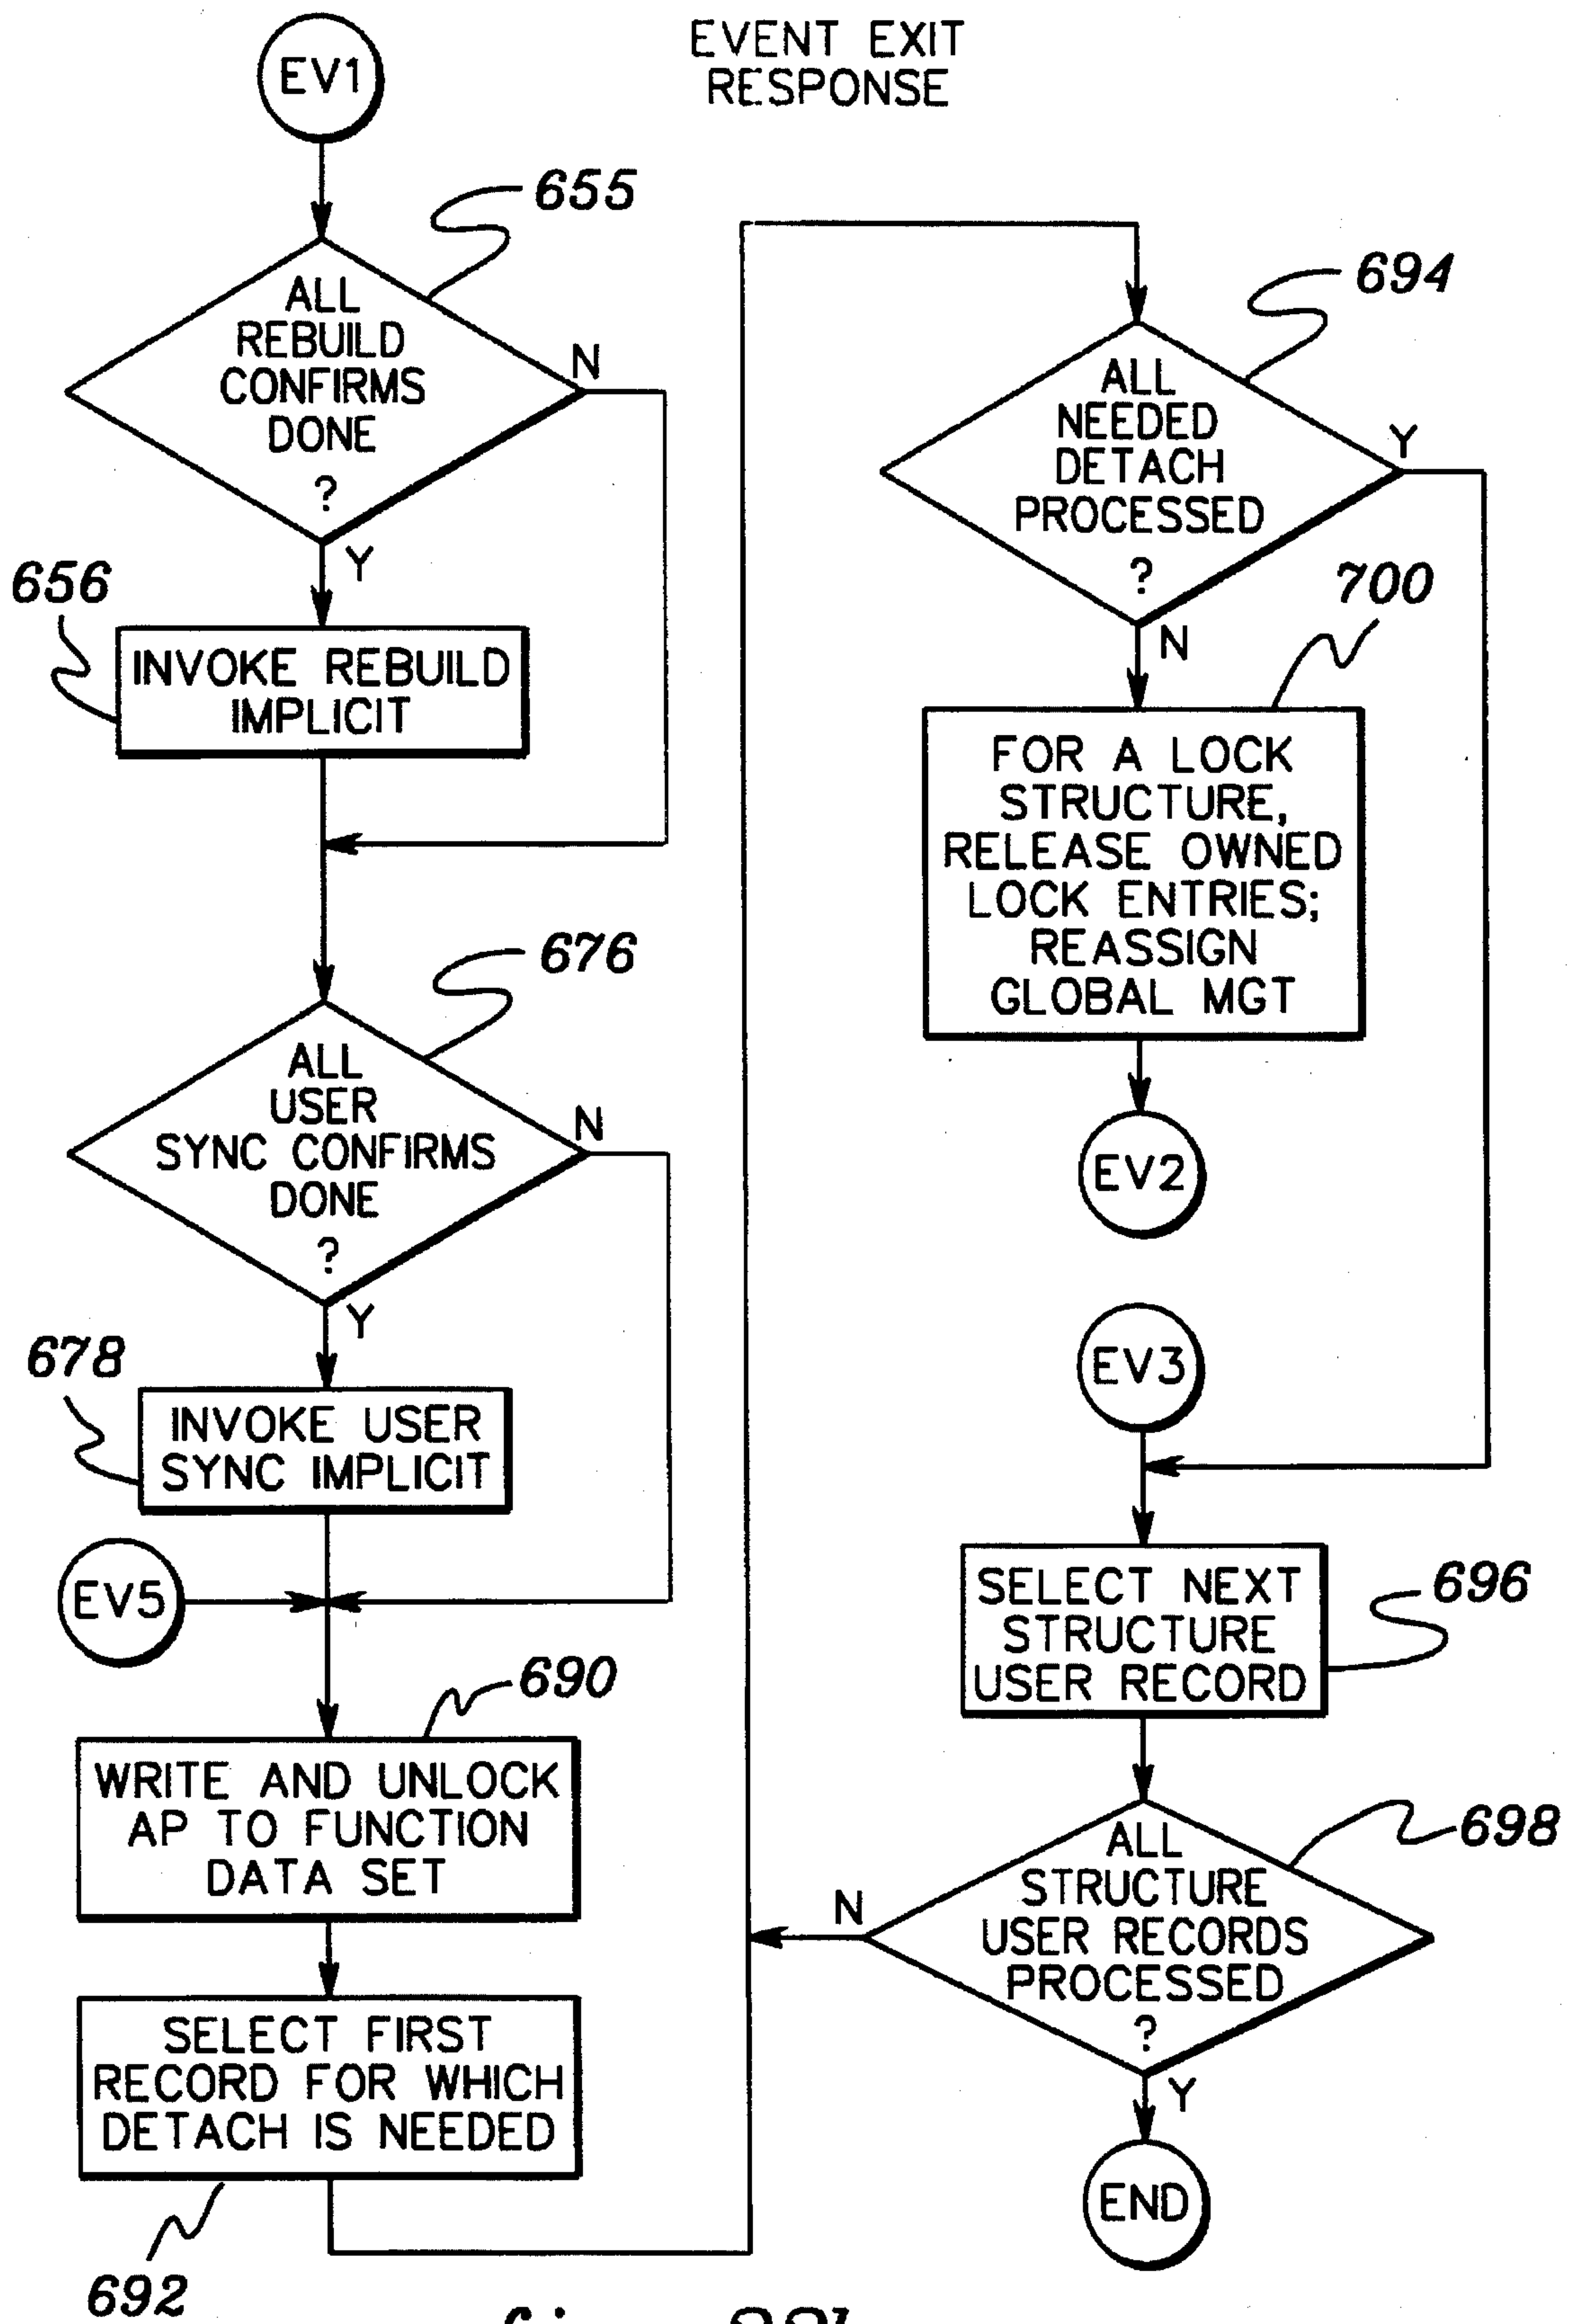 EVENT EXIT
RESPONSE
EV1
655
ALL
REBUILD
CONFIRMS
DONE
?
N
Y
656
INVOKE REBUILD
IMPLICIT
676
ALL
USER
SYNC CONFIRMS
DONE
?
N
Y
678
INVOKE USER
SYNC IMPLICIT
EV5
690
WRITE AND UNLOCK
AP TO FUNCTION
DATA SET
SELECT FIRST
RECORD FOR WHICH
DETACH IS NEEDED
692
694
ALL
NEEDED
DETACH
PROCESSED
?
Y
N
700
FOR A LOCK
STRUCTURE,
RELEASE OWNED
LOCK ENTRIES;
REASSIGN
GLOBAL MGT
EV2
EV3
SELECT NEXT
STRUCTURE
USER RECORD
696
698
ALL
STRUCTURE
USER RECORDS
PROCESSED
?
N
Y
END